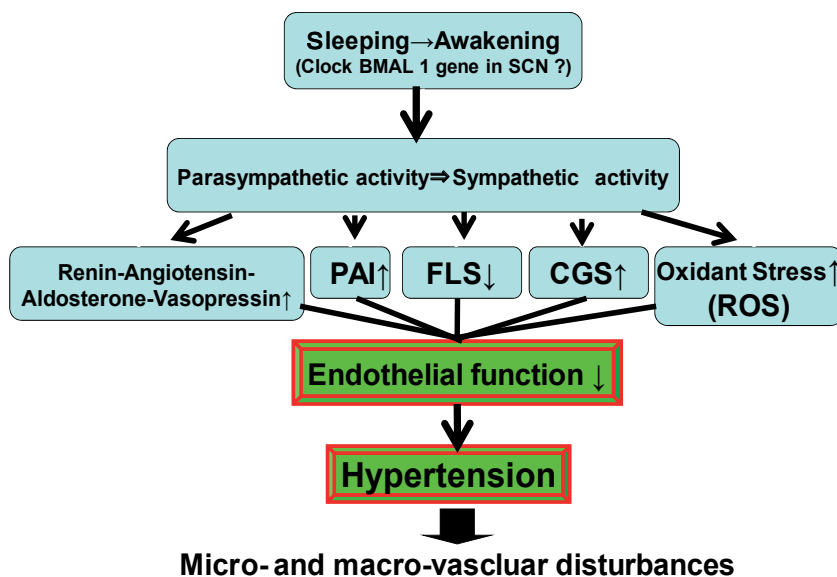 Sleeping→Awakening
(Clock BMAL 1 gene in SCN ?)
Parasympathetic activity⇒Sympathetic activity
Renin-Angiotensin-
Aldosterone-Vasopressin↑
PAI↑
FLS↓
CGS↑
Oxidant Stress↑
(ROS)
Endothelial function ↓
Hypertension
Micro- and macro-vascluar disturbances